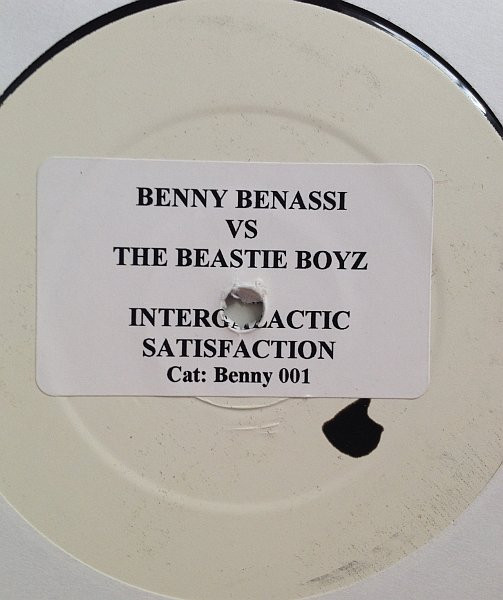 BENNY BENASSI
VS
THE BEASTIE BOYZ
INTERGALACTIC
SATISFACTION
Cat: Benny 001